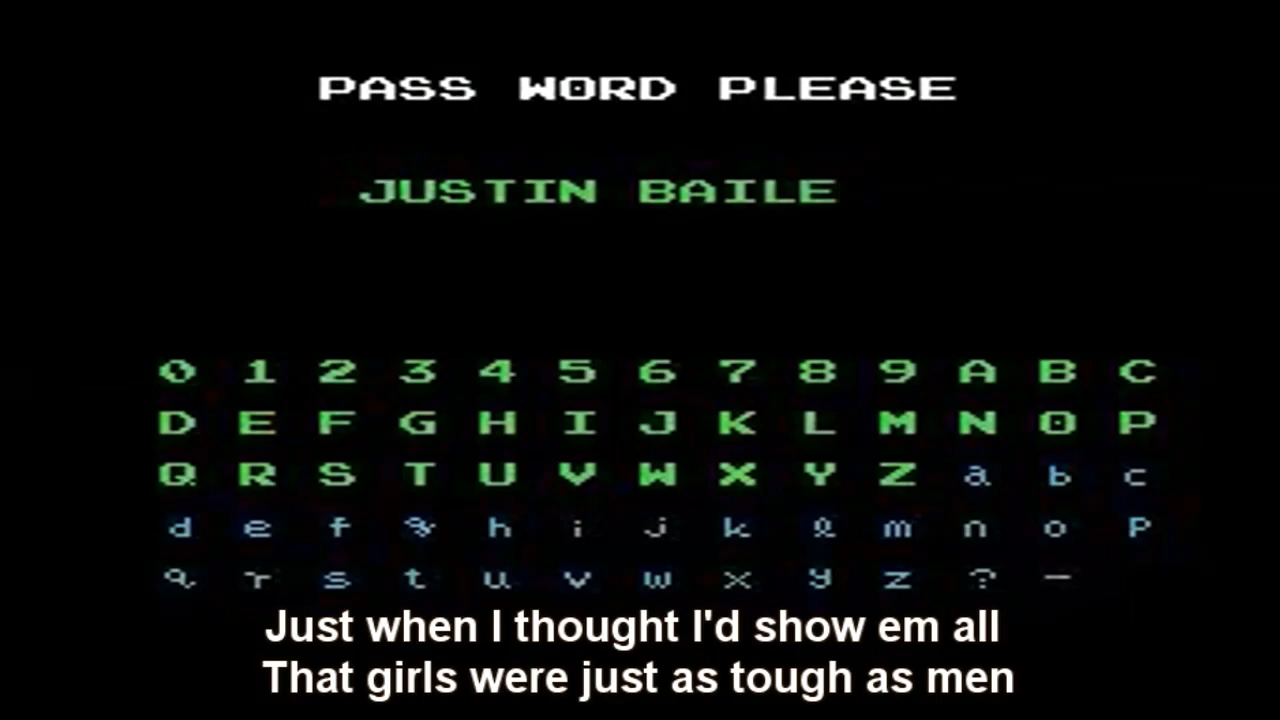 PASS WORD PLEASE
JUSTIN BAILE
0 1 2 3 4 5 6 7 8 9 A B C
D E F G H I J K L M N O P
Q R S T U V W X Y Z a b c
d e f g h i j k l m n o p
q r s t u v w x y z ? -
Just when I thought I'd show em all
That girls were just as tough as men